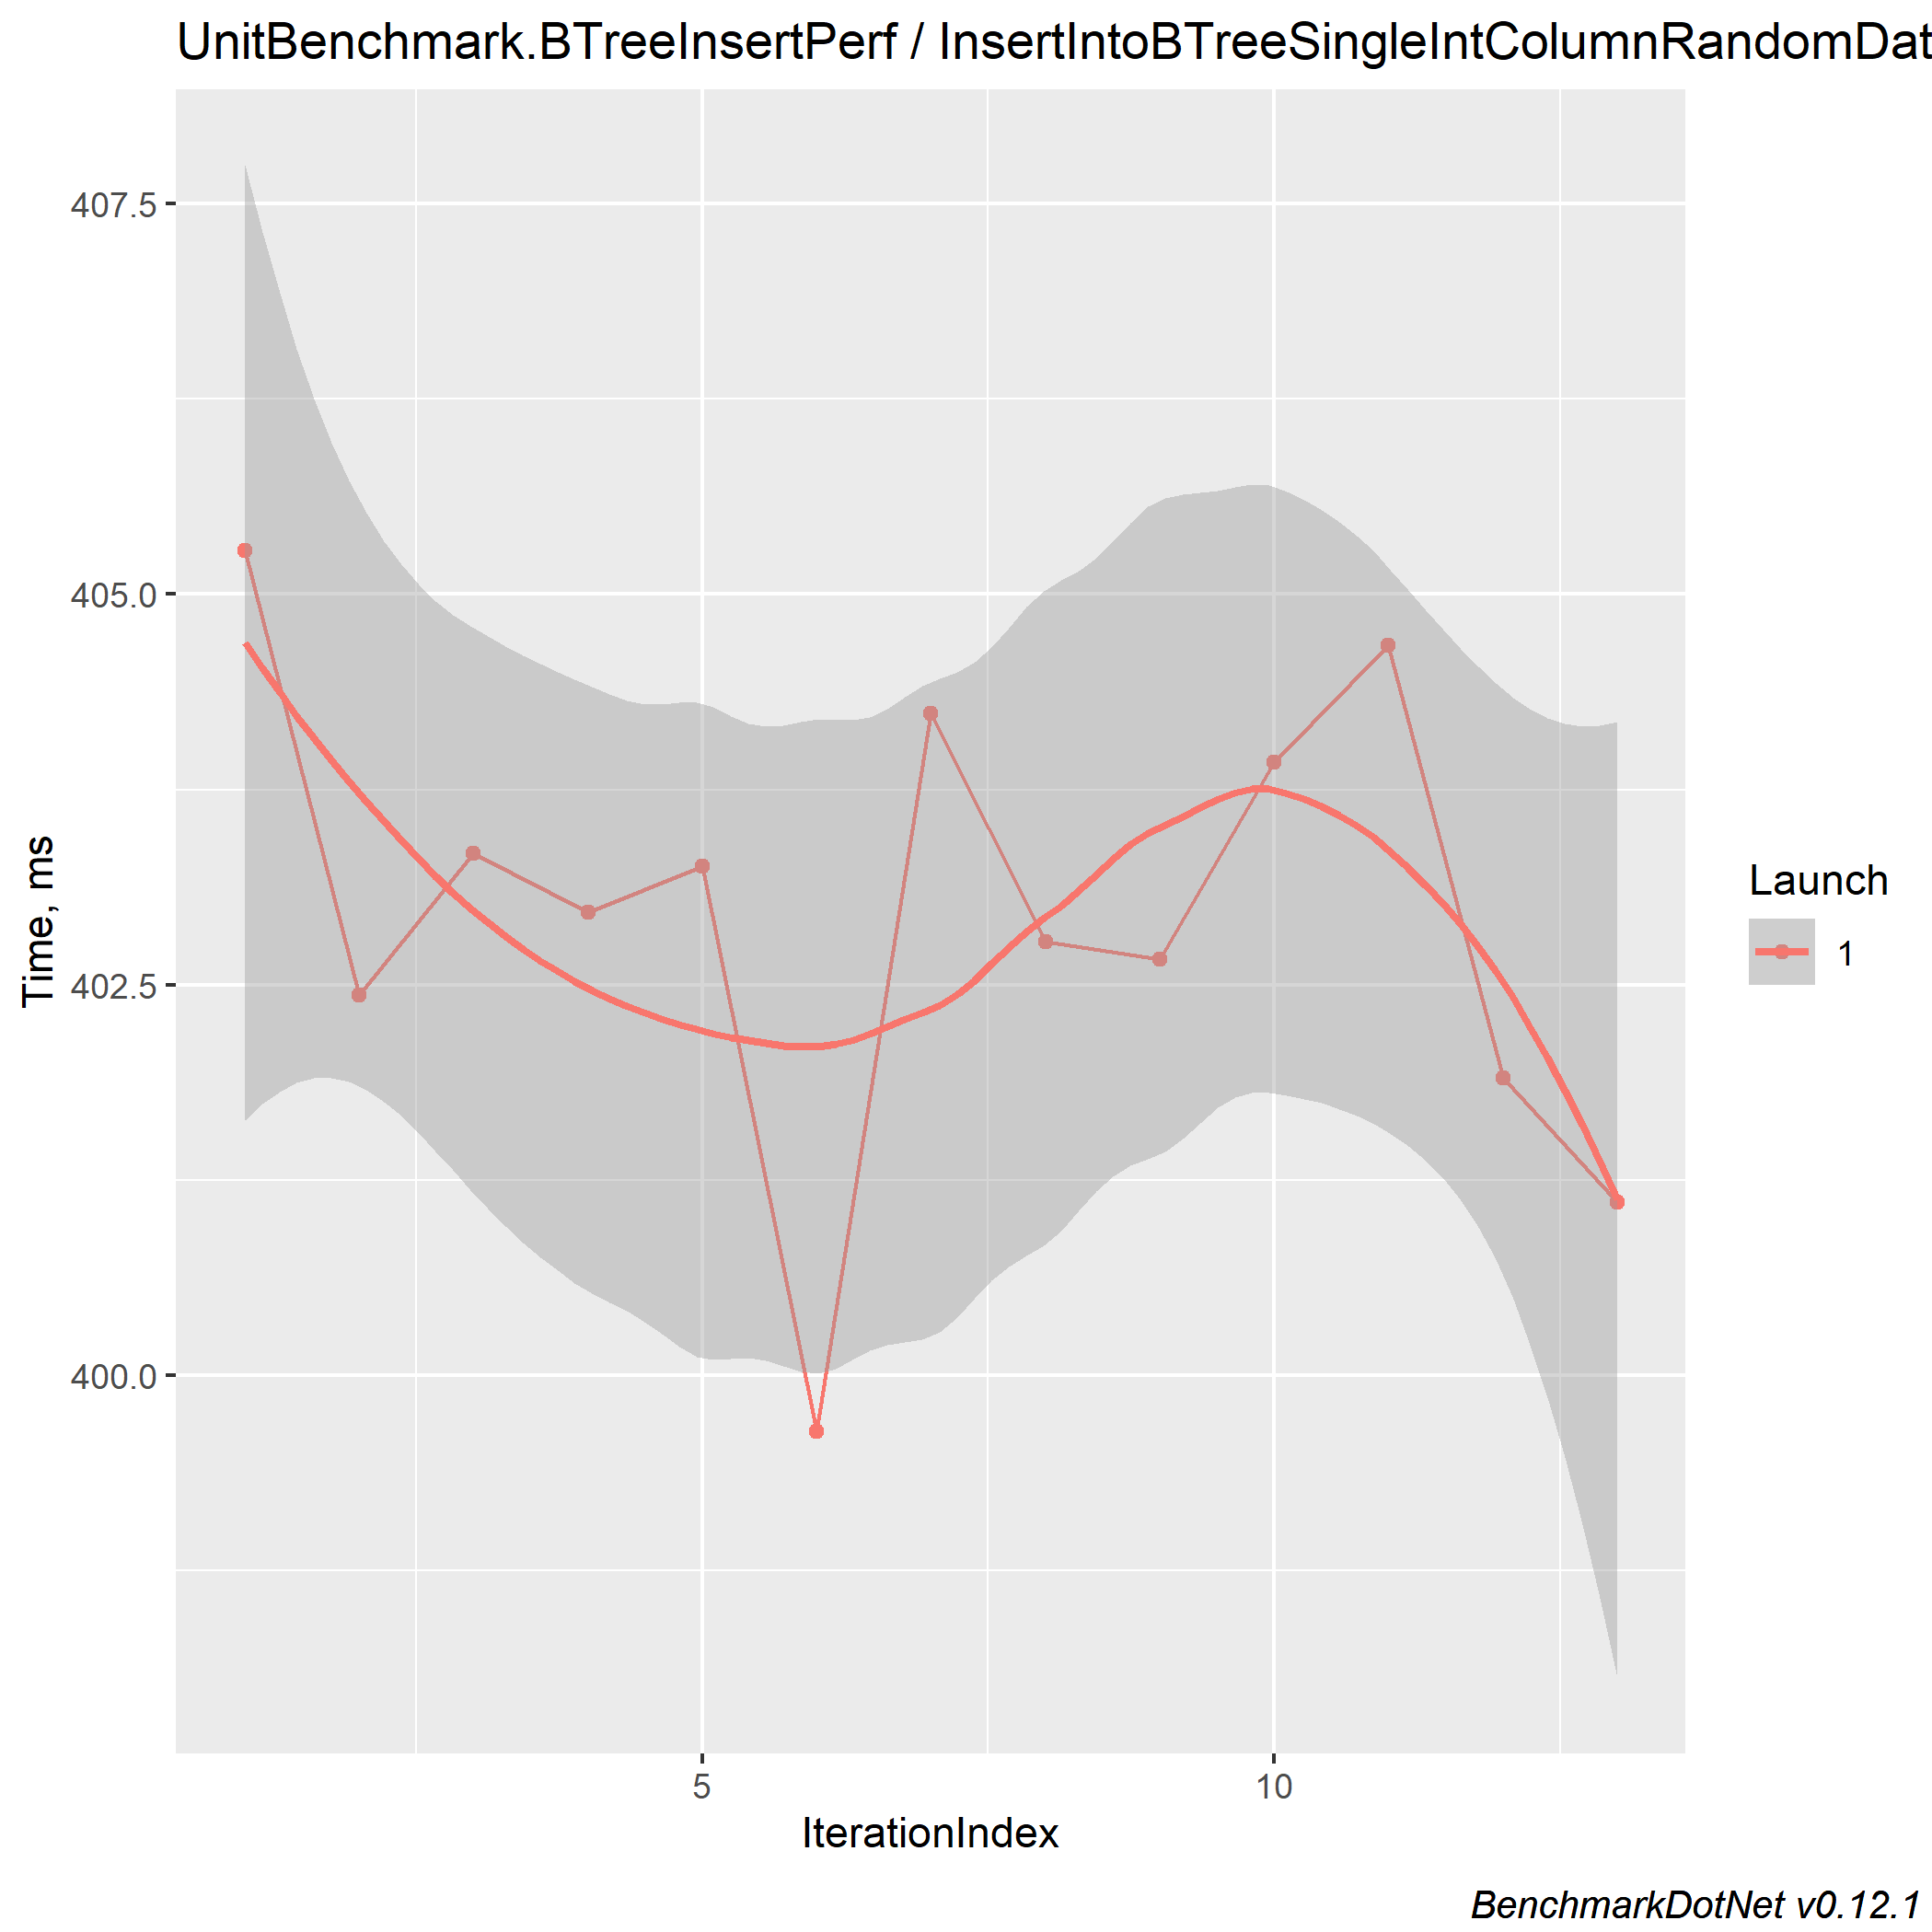 UnitBenchmark.BTreeInsertPerf / InsertIntoBTreeSingleIntColumnRandomDat
407.5
405.0
402.5
400.0
Time, ms
5
10
IterationIndex
Launch
1
BenchmarkDotNet v0.12.1